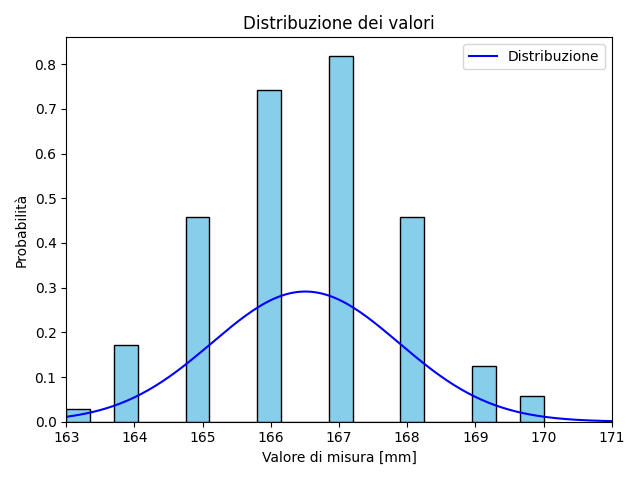 Distribuzione dei valori
Distribuzione
0.8
0.7
0.6
0.5
0.4
0.3
0.2
0.1
0.0
Probabilità
163 164 165 166 167 168 169 170 171
Valore di misura [mm]